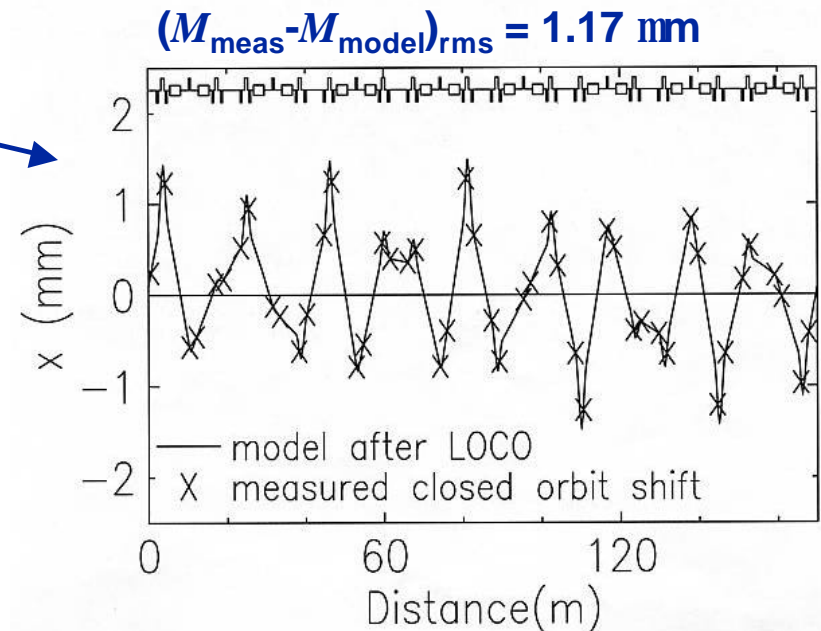 (Mmeas-Mmodel)rms = 1.17 mm
2
1
0
−1
−2
x (mm)
model after LOCO
X measured closed orbit shift
0 60 120
Distance(m)